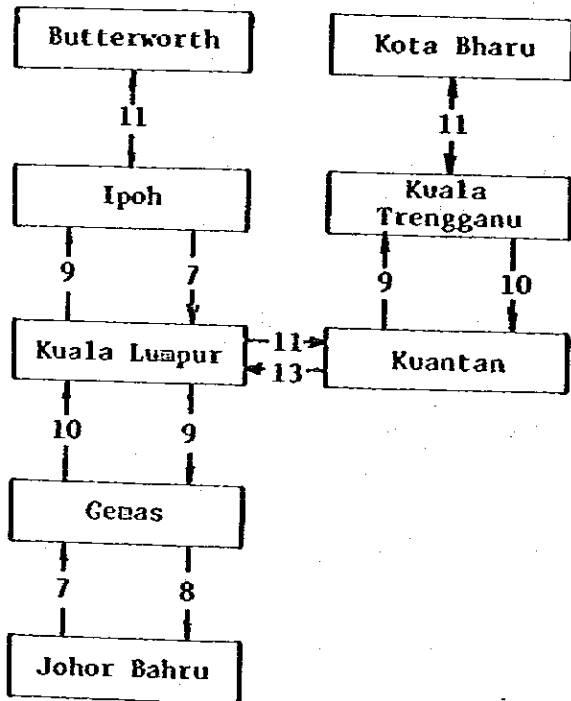 Butterworth
Kota Bharu
11
11
Ipoh
Kuala
Trengganu
9
7
9
10
Kuala Lumpur
11
13
Kuantan
10
9
Gemas
7
8
Johor Bahru